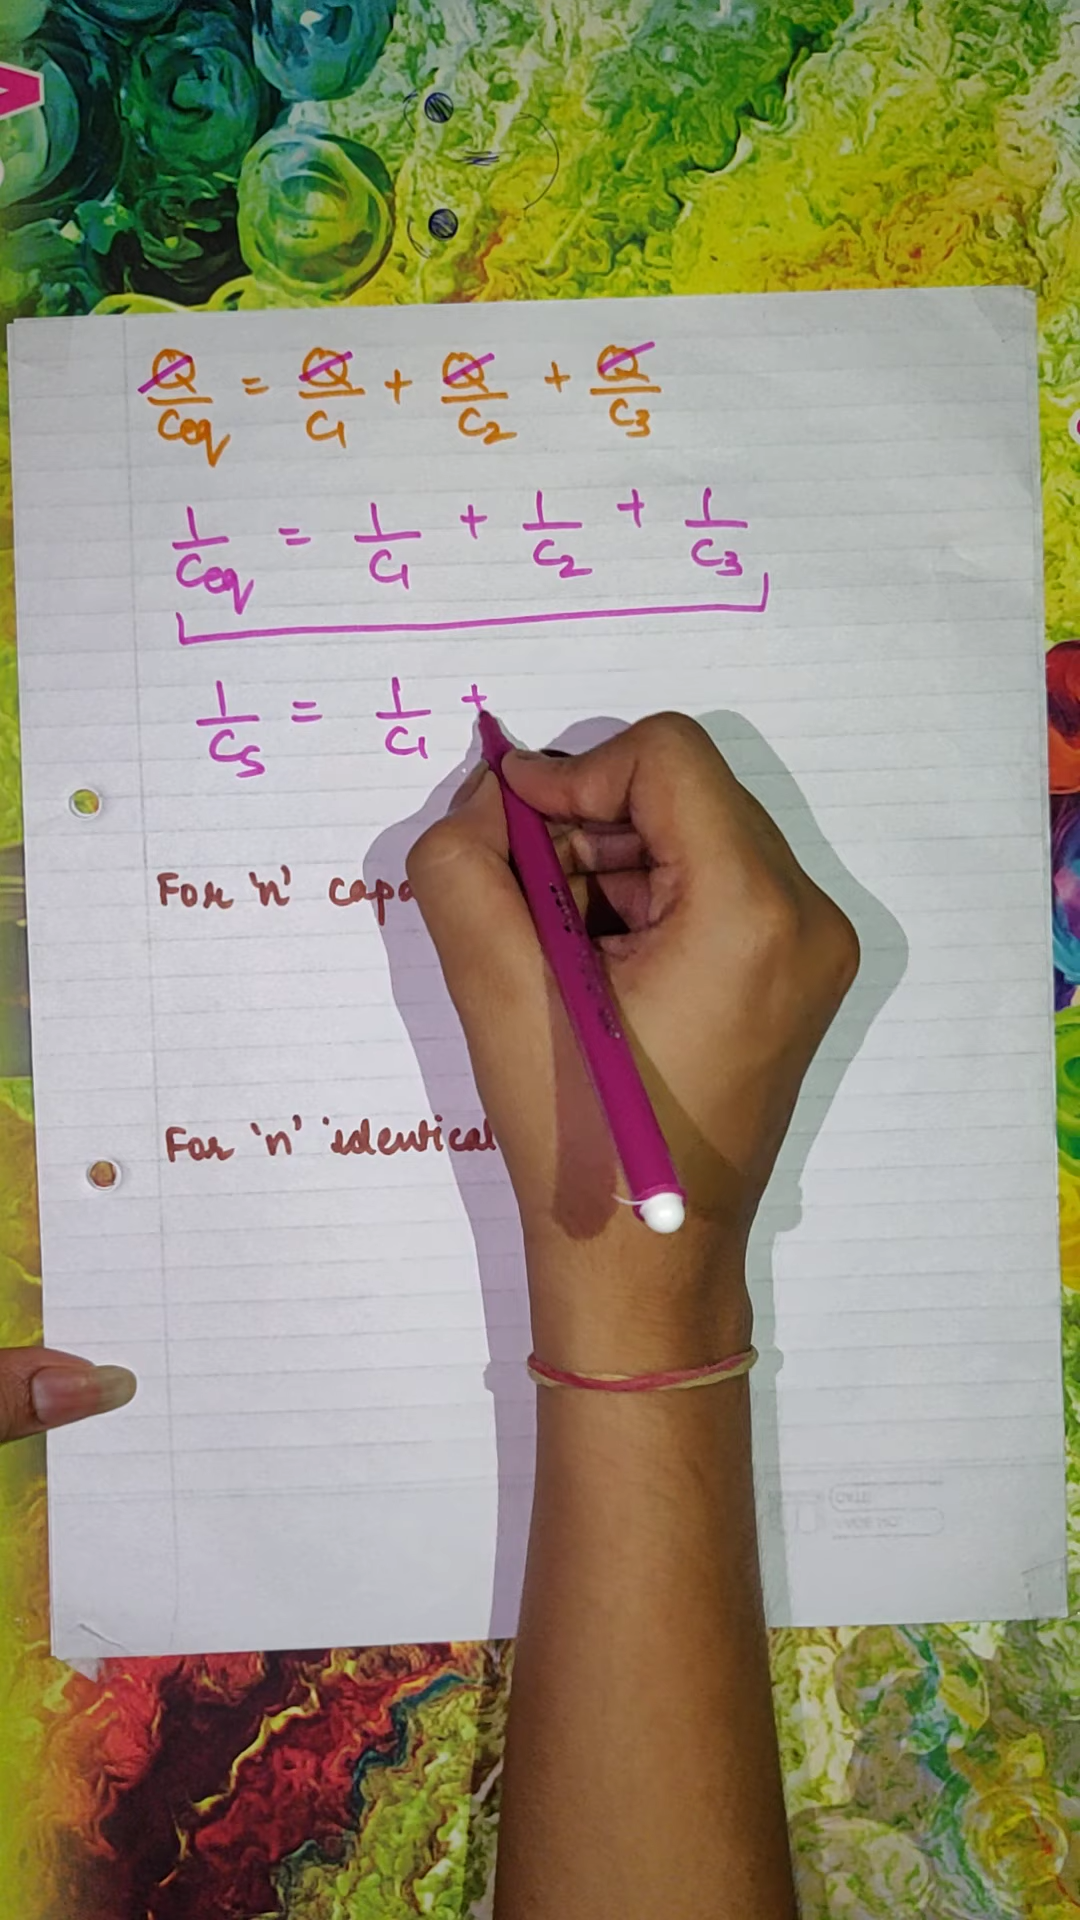 Q/Ceq = Q/C1 + Q/C2 + Q/C3
1/Ceq = 1/C1 + 1/C2 + 1/C3
1/Cs = 1/C1 +
For 'n' capa
For 'n' identical